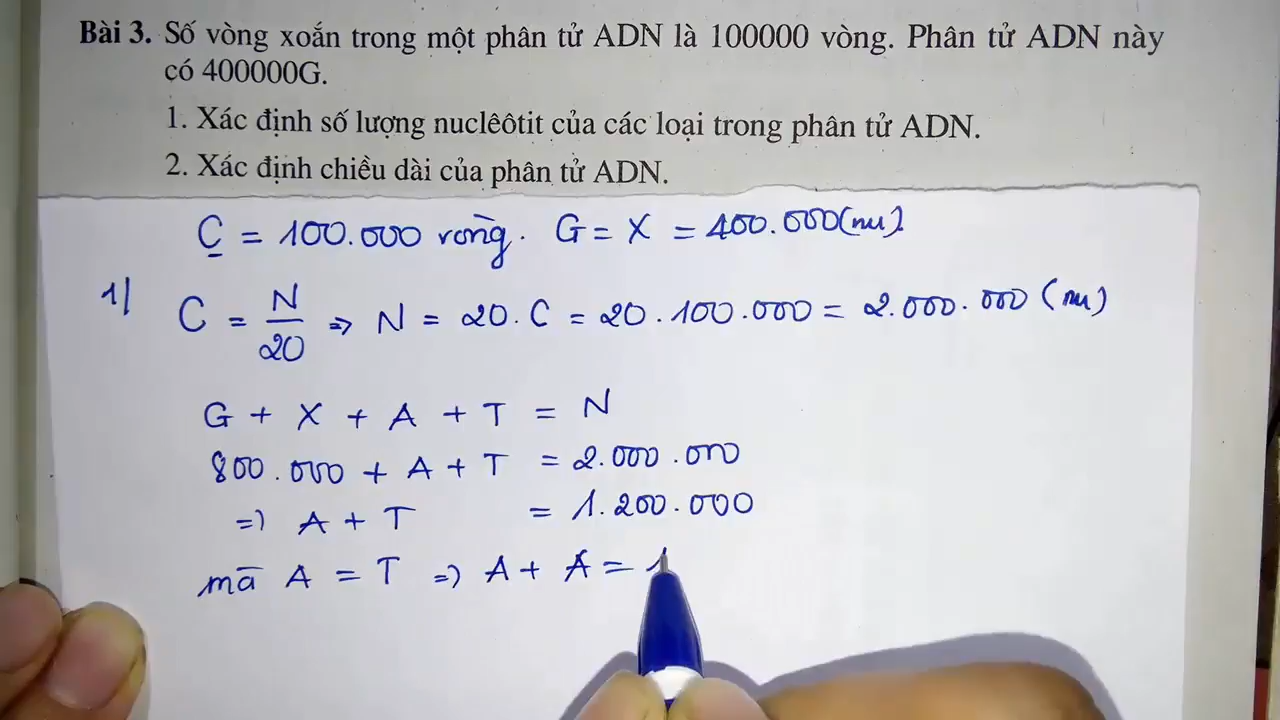 Bài 3. Số vòng xoắn trong một phân tử ADN là 100000 vòng. Phân tử ADN này
có 400000G.
1. Xác định số lượng nuclêôtit của các loại trong phân tử ADN.
2. Xác định chiều dài của phân tử ADN.
C = 100.000 vòng. G = X = 400.000(nu)
1/ C = N/20 => N = 20.C = 20.100.000 = 2.000.000 (nu)
G + X + A + T = N
800.000 + A + T = 2.000.000
=> A + T = 1.200.000
mà A = T => A + A = 1